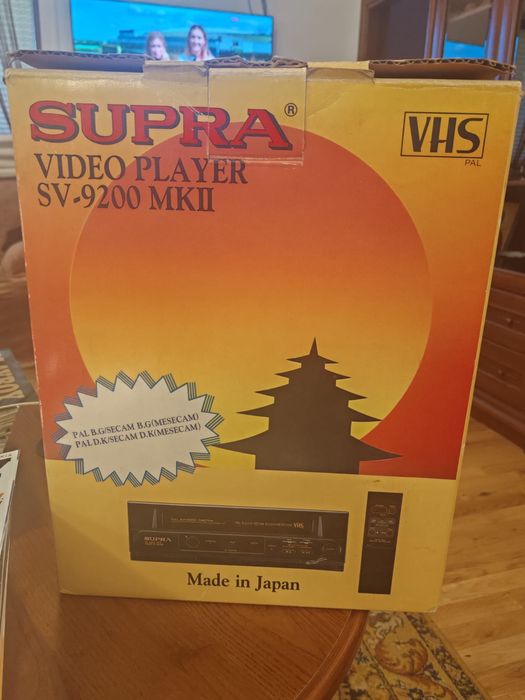 SUPRA ®
VHS
PAL
VIDEO PLAYER
SV-9200 MKII
PAL B.G/SECAM B.G(MESECAM)
PAL D.K/SECAM D.K(MESECAM)
VHS
SUPRA
Made in Japan